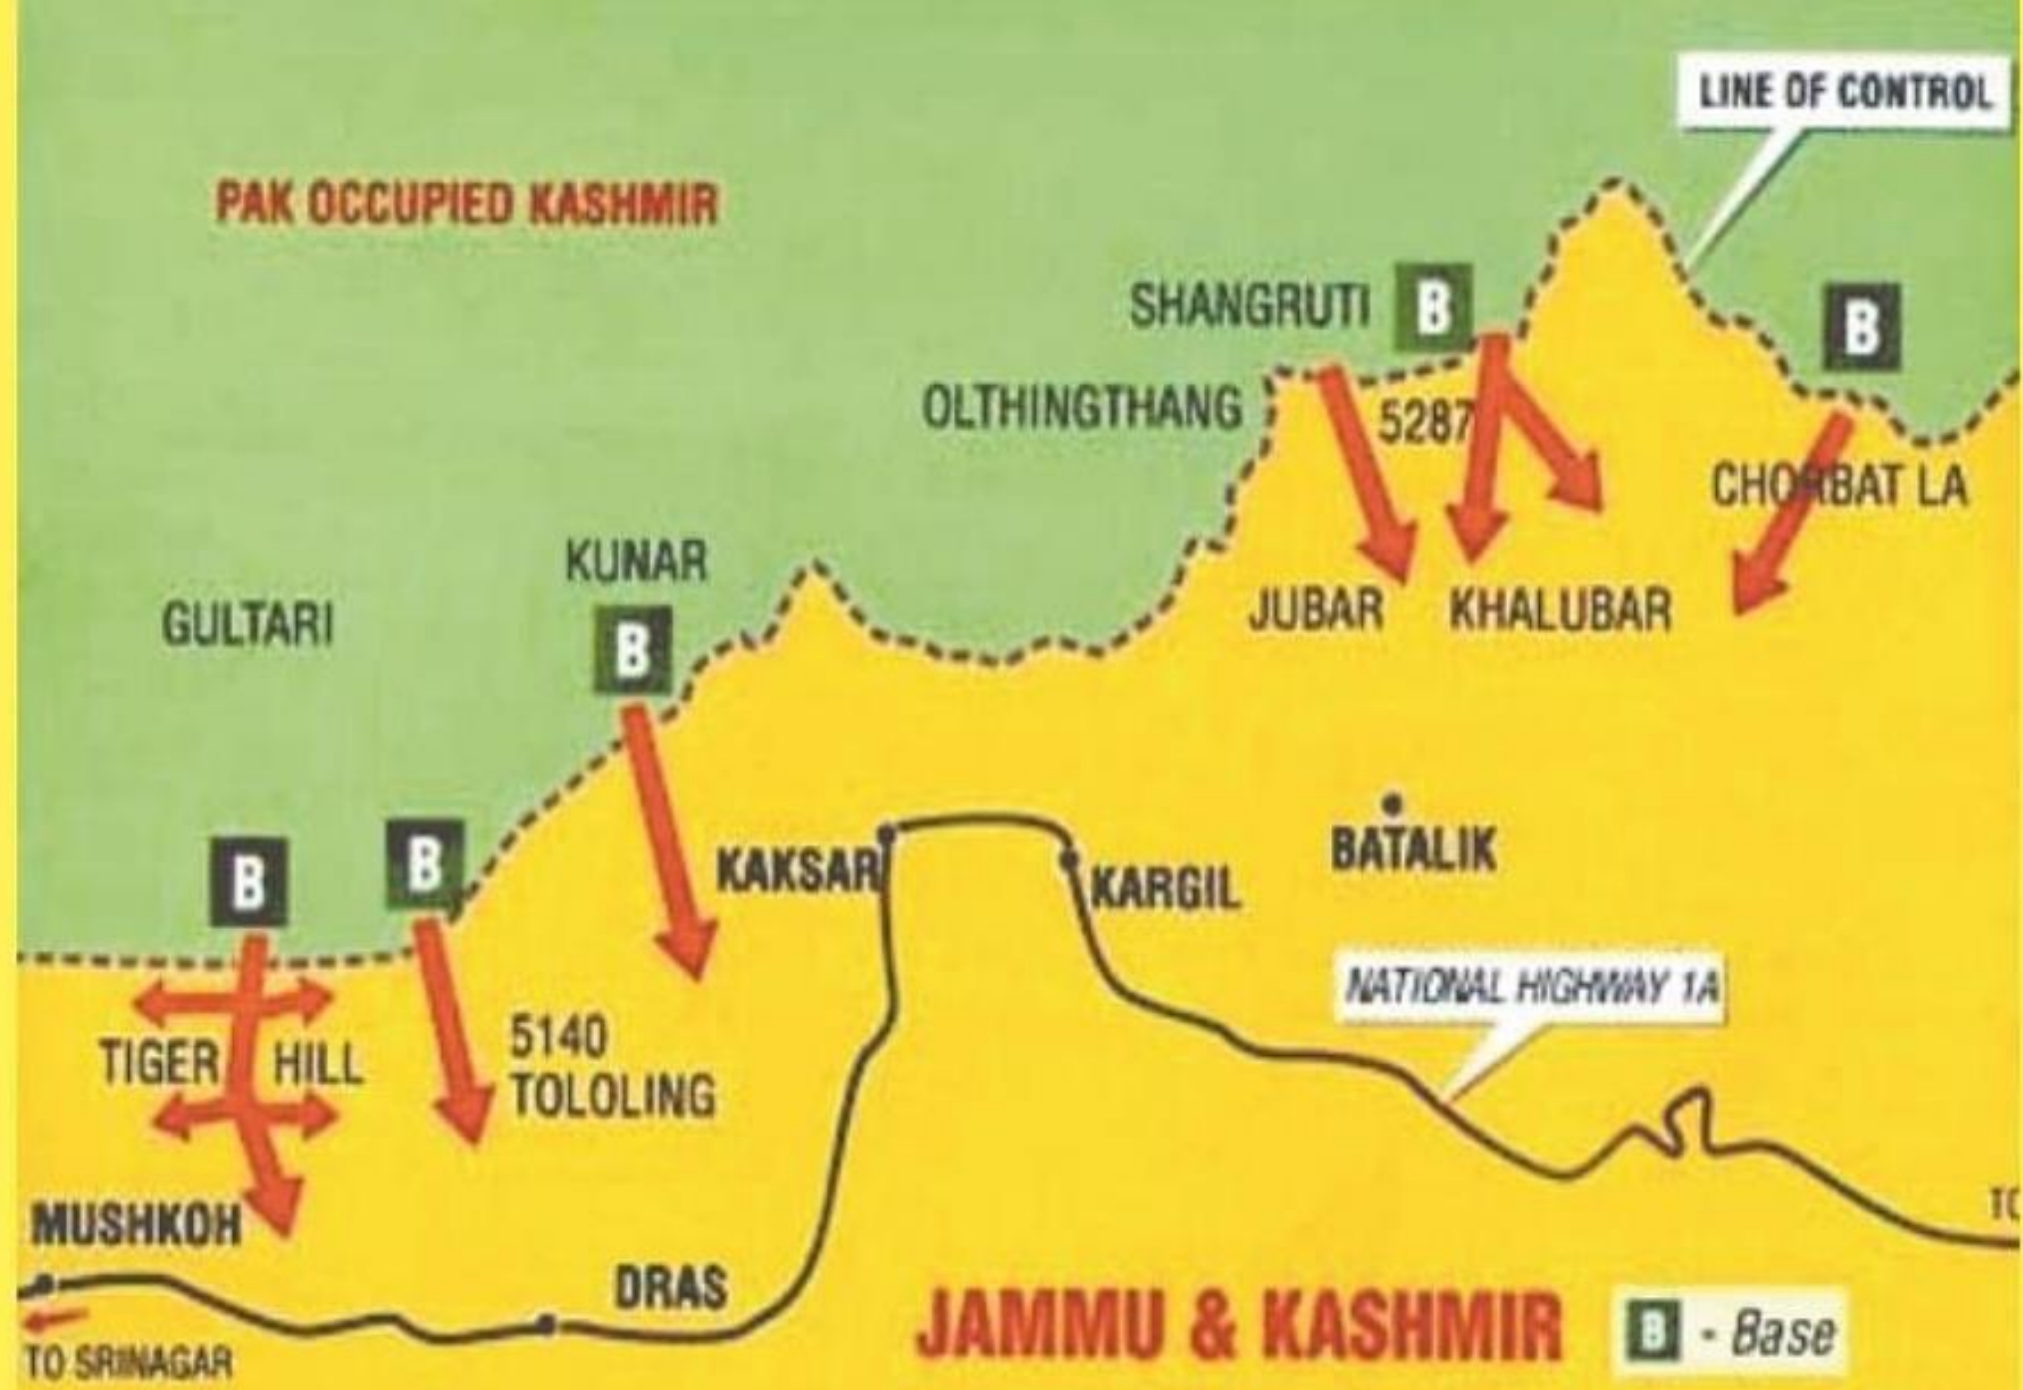 LINE OF CONTROL
PAK OCCUPIED KASHMIR
SHANGRUTI B
B
OLTHINGTHANG
5287
CHORBAT LA
KUNAR
B
GULTARI
JUBAR KHALUBAR
B
B
KAKSAR
KARGIL
BATALIK
NATIONAL HIGHWAY 1A
TIGER HILL
5140
TOLOLING
MUSHKOH
DRAS
JAMMU & KASHMIR
B - Base
TO SRINAGAR